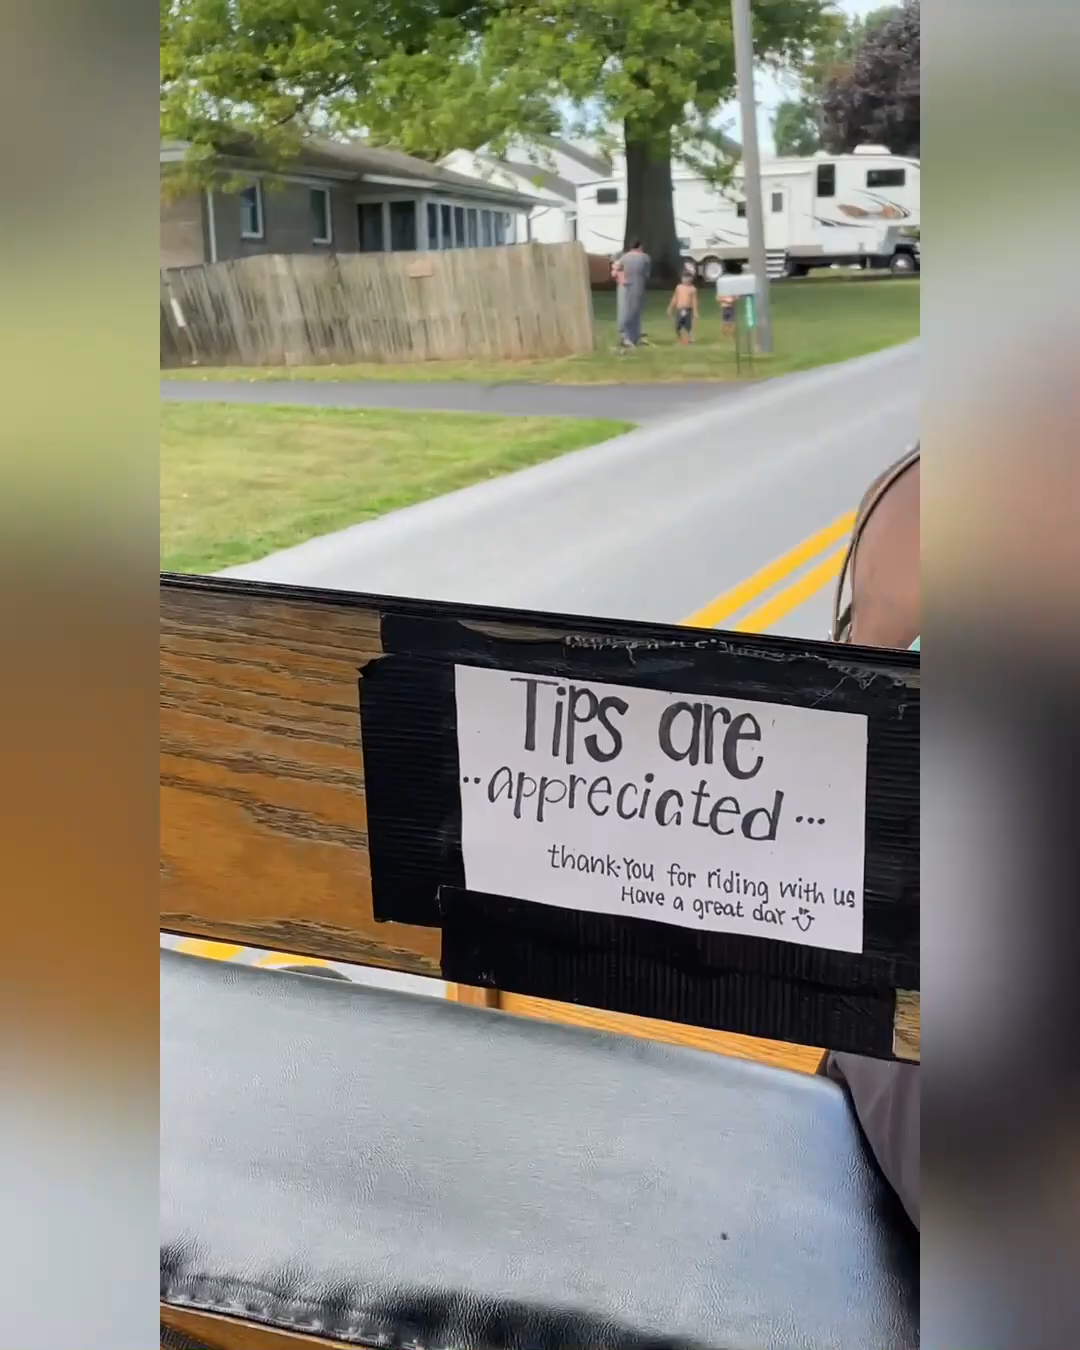 Tips are
..appreciated...
thank-You for riding with us
Have a great day